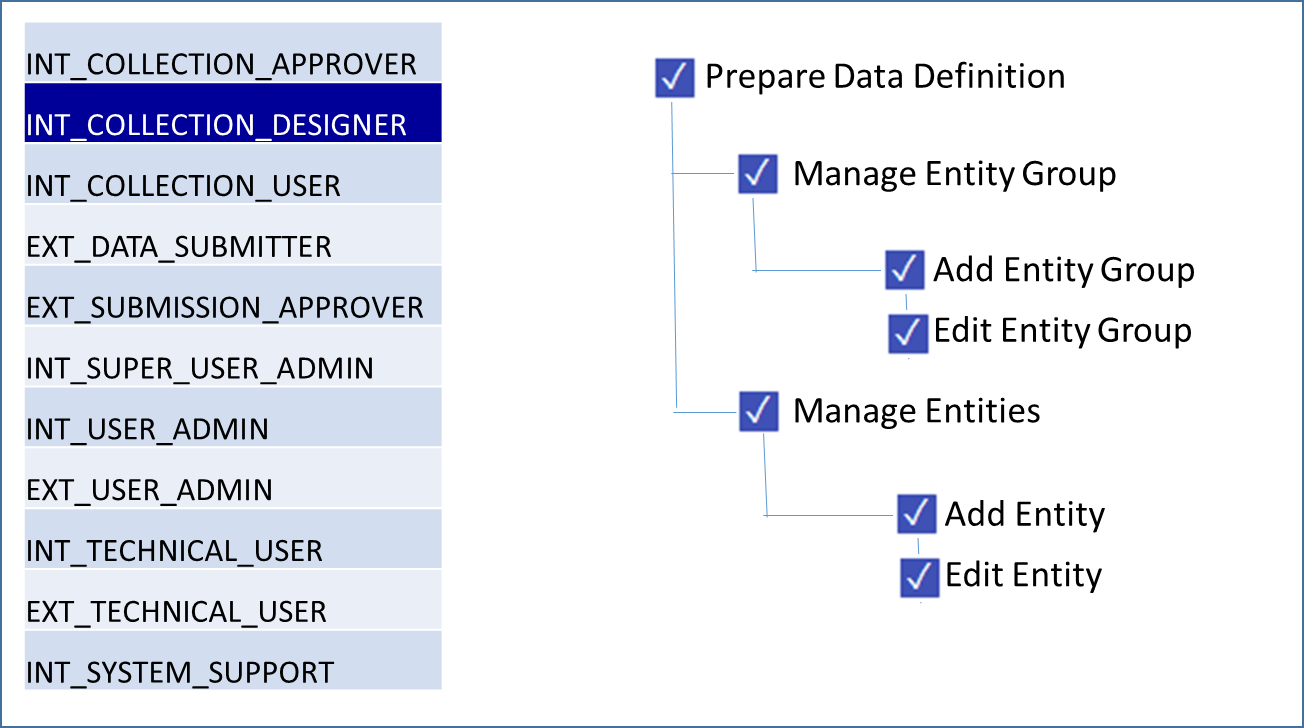 INT_COLLECTION_APPROVER
INT_COLLECTION_DESIGNER
INT_COLLECTION_USER
EXT_DATA_SUBMITTER
EXT_SUBMISSION_APPROVER
INT_SUPER_USER_ADMIN
INT_USER_ADMIN
EXT_USER_ADMIN
INT_TECHNICAL_USER
EXT_TECHNICAL_USER
INT_SYSTEM_SUPPORT
Prepare Data Definition
Manage Entity Group
Add Entity Group
Edit Entity Group
Manage Entities
Add Entity
Edit Entity